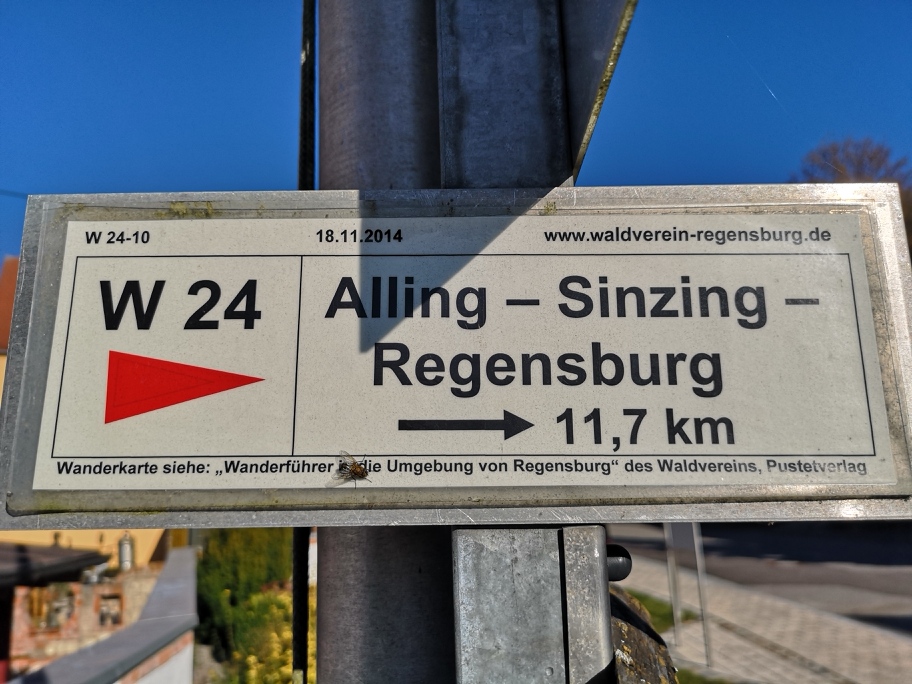 W 24-10 18.11.2014 www.waldverein-regensburg.de
W 24
Alling – Sinzing –
Regensburg
11,7 km
Wanderkarte siehe: „Wanderführer die Umgebung von Regensburg“ des Waldvereins, Pustetverlag